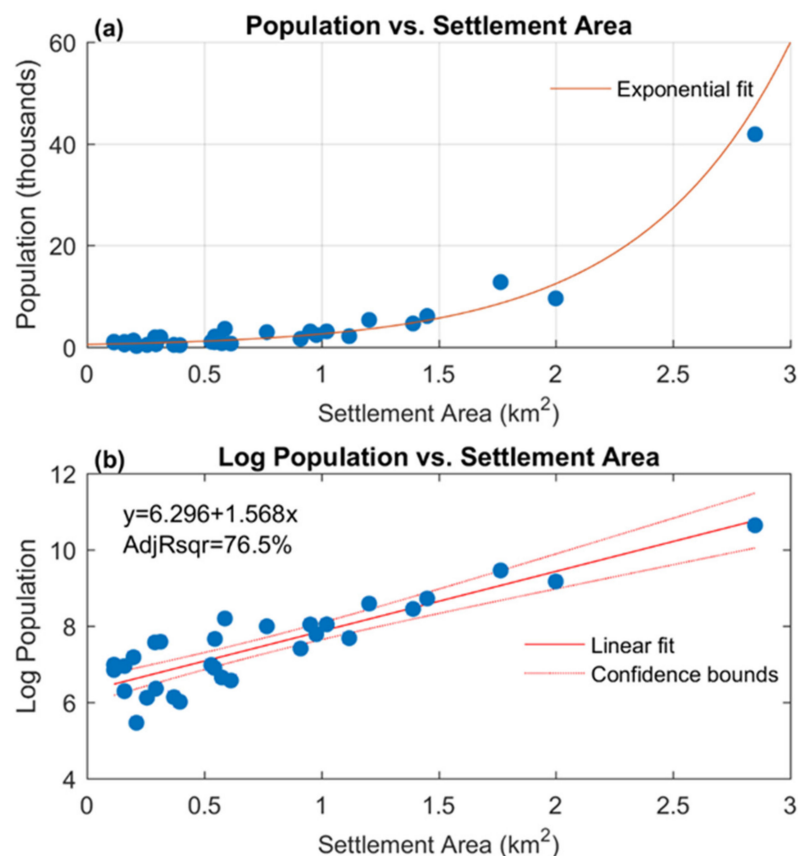 (a) Population vs. Settlement Area
60
40
20
0
Population (thousands)
Exponential fit
0 0.5 1 1.5 2 2.5 3
Settlement Area (km²)
(b) Log Population vs. Settlement Area
12
10
8
6
4
Log Population
y=6.296+1.568x
AdjRsqr=76.5%
Linear fit
Confidence bounds
0 0.5 1 1.5 2 2.5 3
Settlement Area (km²)